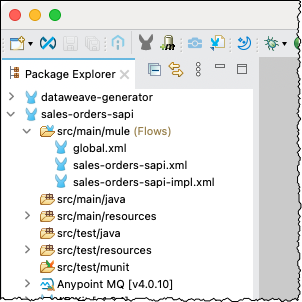 Package Explorer
dataweave-generator
sales-orders-sapi
src/main/mule (Flows)
global.xml
sales-orders-sapi.xml
sales-orders-sapi-impl.xml
src/main/java
src/main/resources
src/test/java
src/test/resources
src/test/munit
Anypoint MQ [v4.0.10]